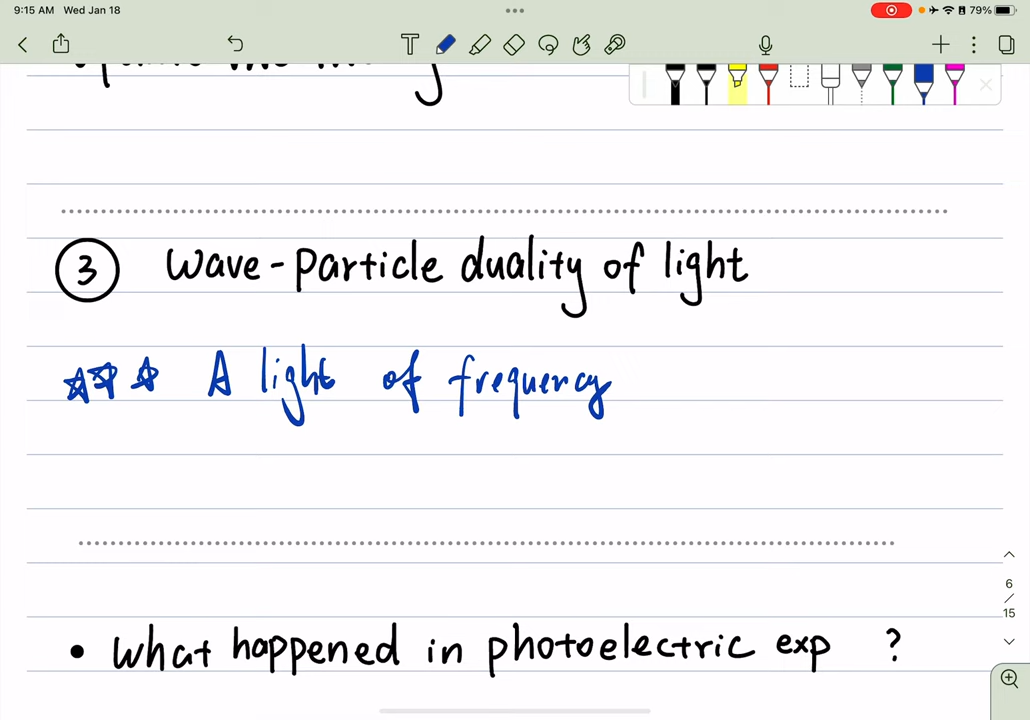 9:15 AM Wed Jan 18
79%
T
3 Wave-particle duality of light
A light of frequency
6
/
15
• What happened in photoelectric exp ?